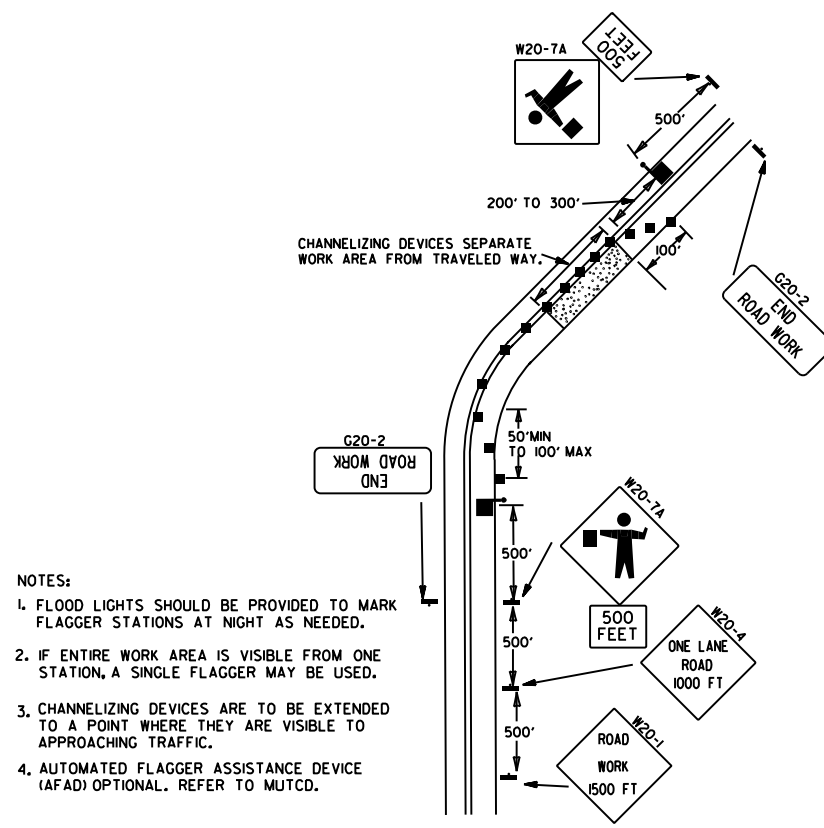 W20-7A
500
FEET
500'
200' TO 300'
CHANNELIZING DEVICES SEPARATE
WORK AREA FROM TRAVELED WAY.
100'
G20-2
END
ROAD WORK
50'MIN
TO 100' MAX
G20-2
END
ROAD WORK
W20-7A
500'
500
FEET
W20-4
500'
ONE LANE
ROAD
1000 FT
W20-1
500'
ROAD
WORK
1500 FT
NOTES:
1. FLOOD LIGHTS SHOULD BE PROVIDED TO MARK
FLAGGER STATIONS AT NIGHT AS NEEDED.
2. IF ENTIRE WORK AREA IS VISIBLE FROM ONE
STATION, A SINGLE FLAGGER MAY BE USED.
3. CHANNELIZING DEVICES ARE TO BE EXTENDED
TO A POINT WHERE THEY ARE VISIBLE TO
APPROACHING TRAFFIC.
4. AUTOMATED FLAGGER ASSISTANCE DEVICE
(AFAD) OPTIONAL. REFER TO MUTCD.